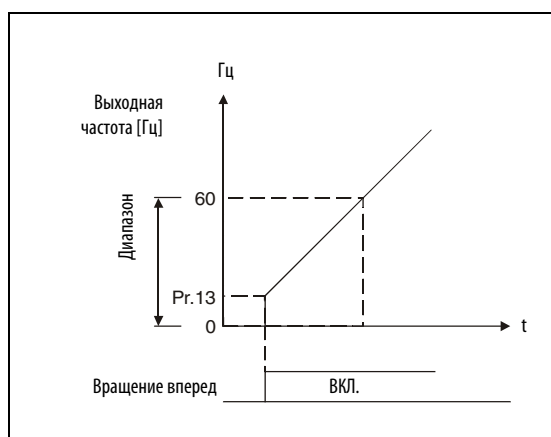 Гц
Выходная
частота [Гц]
60
Диапазон
Pr.13
0
t
Вращение вперед
ВКЛ.